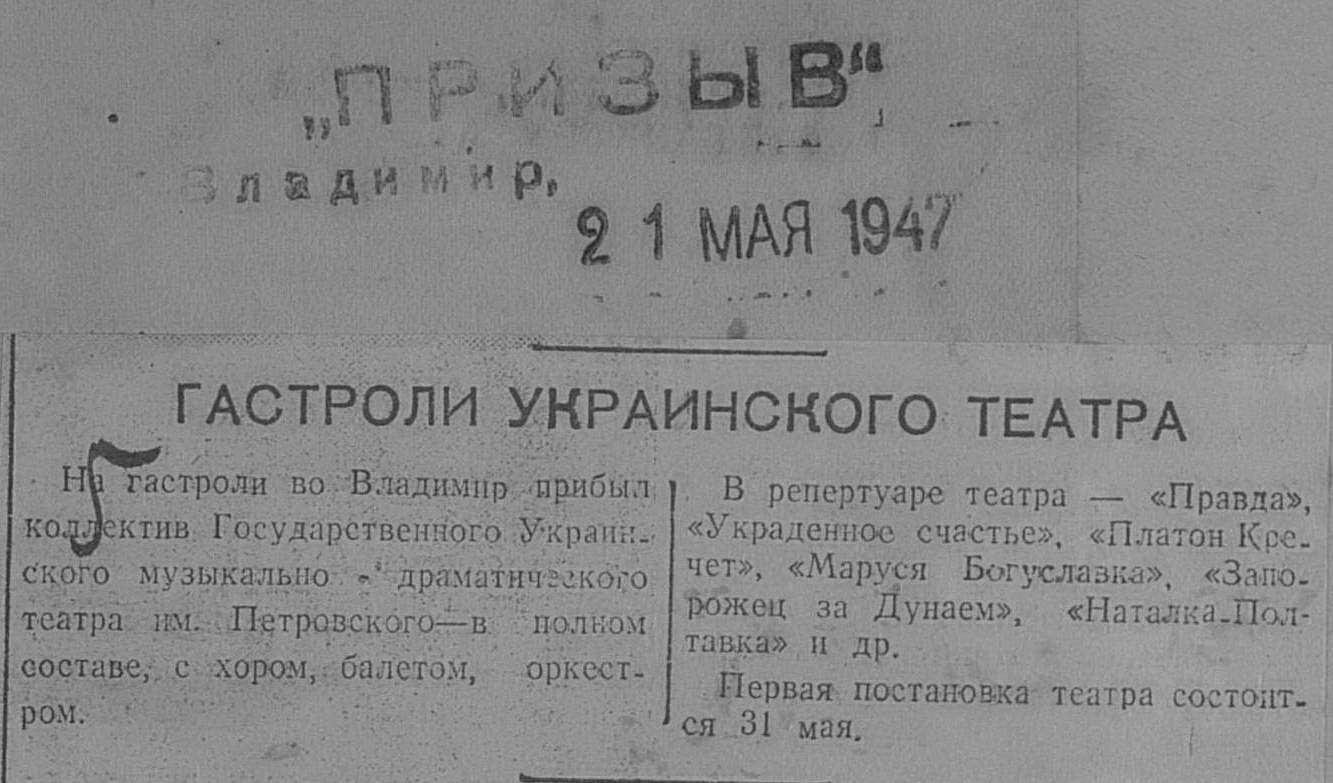 „ПРИЗЫВ“
Владимир,
21 МАЯ 1947
ГАСТРОЛИ УКРАИНСКОГО ТЕАТРА
На гастроли во Владимир прибыл
коллектив Государственного Украин-
ского музыкально - драматического
театра им. Петровского—в полном
составе, с хором, балетом, оркест-
ром.
В репертуаре театра — «Правда»,
«Украденное счастье», «Платон Кре-
чет», «Маруся Богуславка», «Запо-
рожец за Дунаем», «Наталка-Пол-
тавка» и др.
Первая постановка театра состоит-
ся 31 мая.